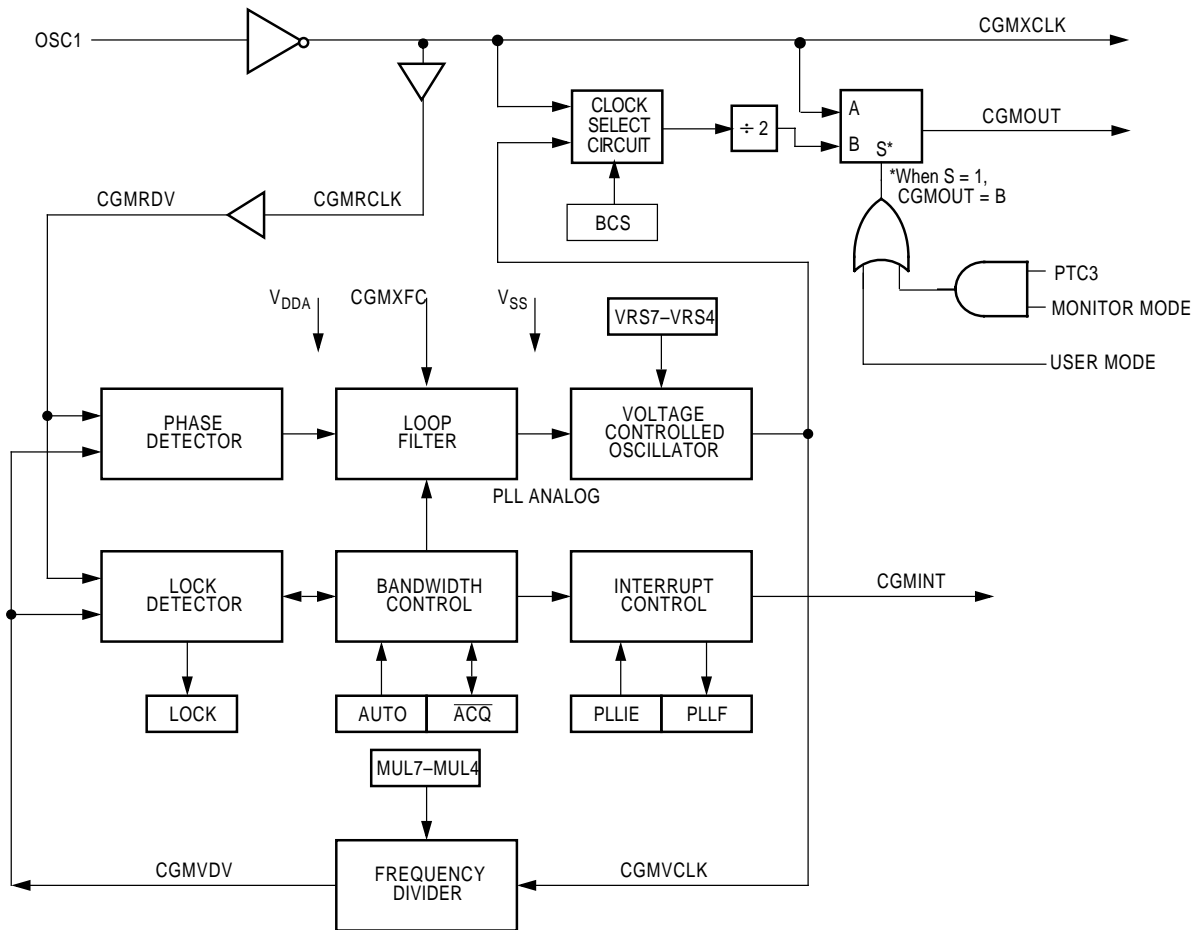 OSC1
CGMXCLK
CLOCK
SELECT
CIRCUIT
÷ 2
A
B
S*
CGMOUT
*When S = 1,
CGMOUT = B
CGMRDV
CGMRCLK
BCS
PTC3
MONITOR MODE
USER MODE
VDDA
CGMXFC
VSS
VRS7–VRS4
PHASE
DETECTOR
LOOP
FILTER
VOLTAGE
CONTROLLED
OSCILLATOR
PLL ANALOG
LOCK
DETECTOR
BANDWIDTH
CONTROL
INTERRUPT
CONTROL
CGMINT
LOCK
AUTO
ACQ
PLLIE
PLLF
MUL7–MUL4
CGMVDV
FREQUENCY
DIVIDER
CGMVCLK